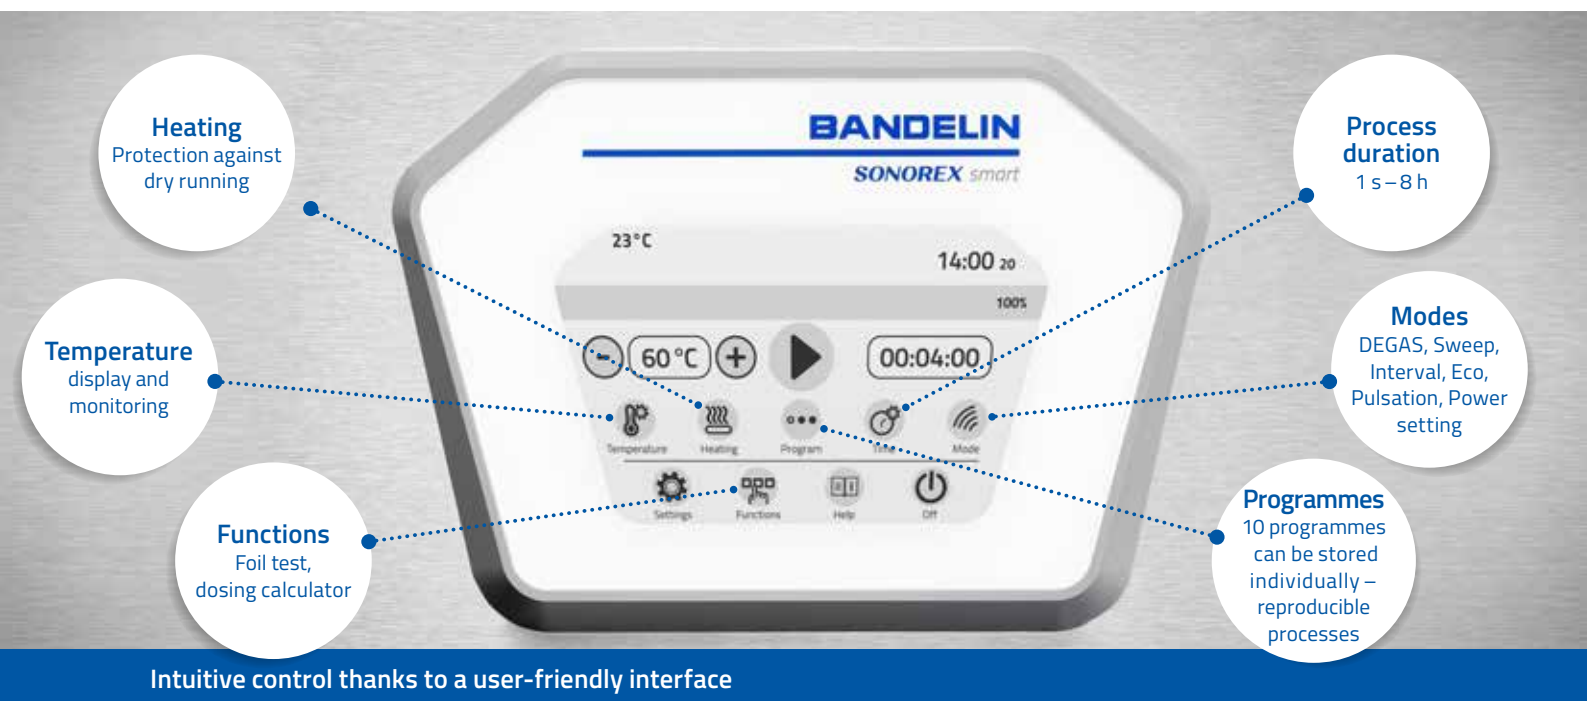 Heating
Protection against
dry running
Temperature
display and
monitoring
Functions
Foil test,
dosing calculator
BANDELIN
SONOREX smart
23°C
14:00 20
100%
-
60°C
+
00:04:00
Temperature
Heating
Program
Time
Mode
Settings
Functions
Help
Off
Process
duration
1 s – 8 h
Modes
DEGAS, Sweep,
Interval, Eco,
Pulsation, Power
setting
Programmes
10 programmes
can be stored
individually –
reproducible
processes
Intuitive control thanks to a user-friendly interface